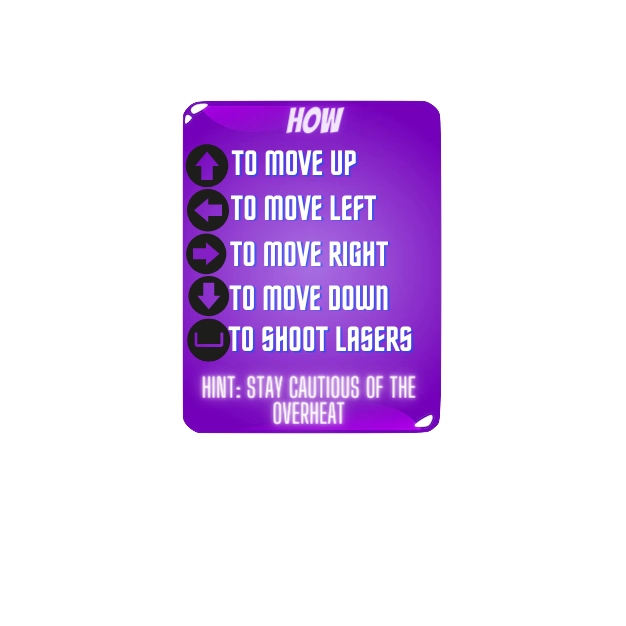 HOW
TO MOVE UP
TO MOVE LEFT
TO MOVE RIGHT
TO MOVE DOWN
TO SHOOT LASERS
HINT: STAY CAUTIOUS OF THE
OVERHEAT